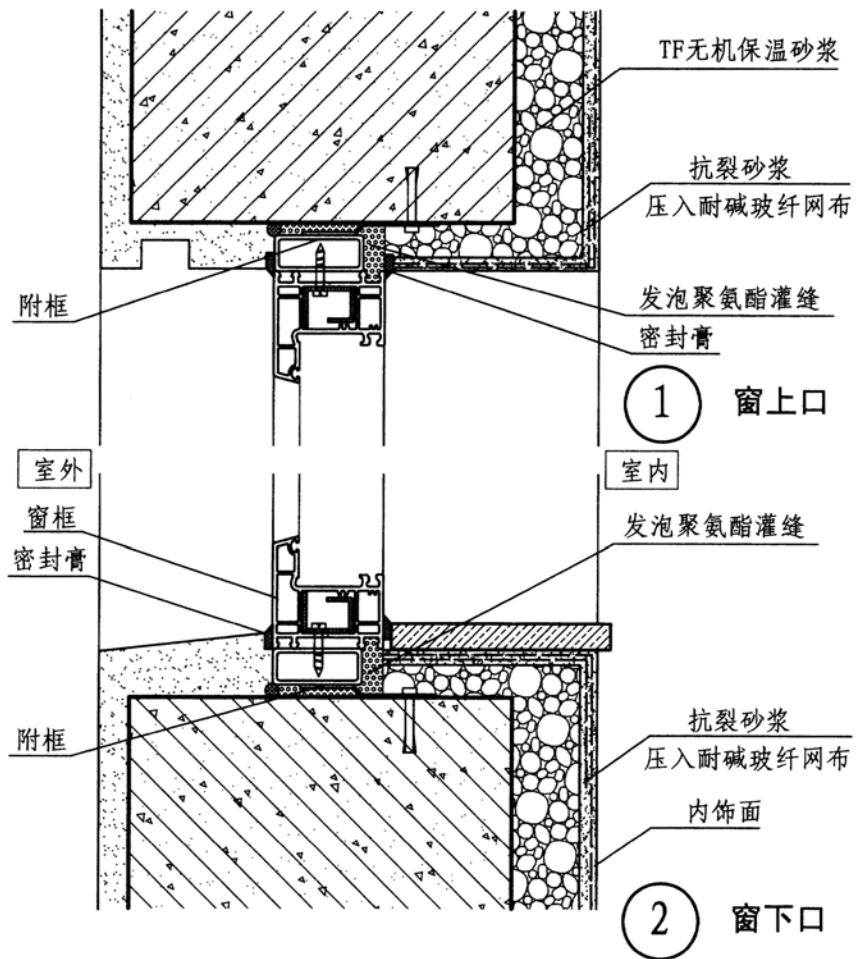 TF无机保温砂浆
抗裂砂浆
压入耐碱玻纤网布
附框
发泡聚氨酯灌缝
密封膏
1 窗上口
室外
室内
窗框
发泡聚氨酯灌缝
密封膏
附框
抗裂砂浆
压入耐碱玻纤网布
内饰面
2 窗下口